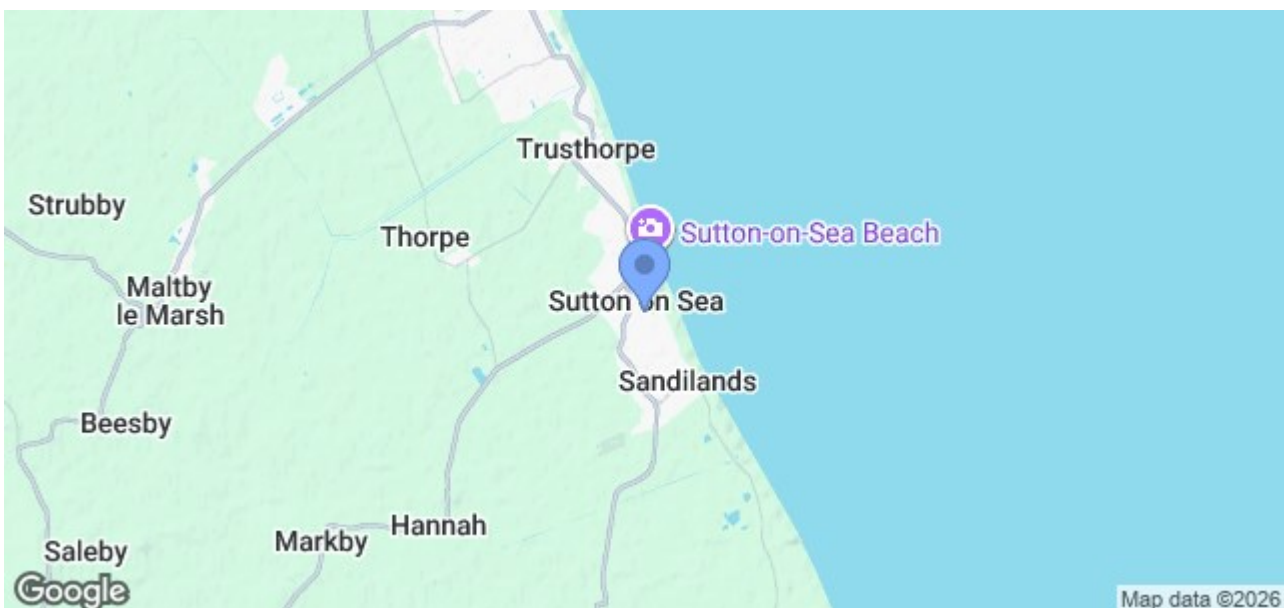 Trusthorpe
Strubby
Thorpe
Sutton-on-Sea Beach
Maltby
le Marsh
Sutton on Sea
Sandilands
Beesby
Hannah
Markby
Saleby
Google
Map data ©2026